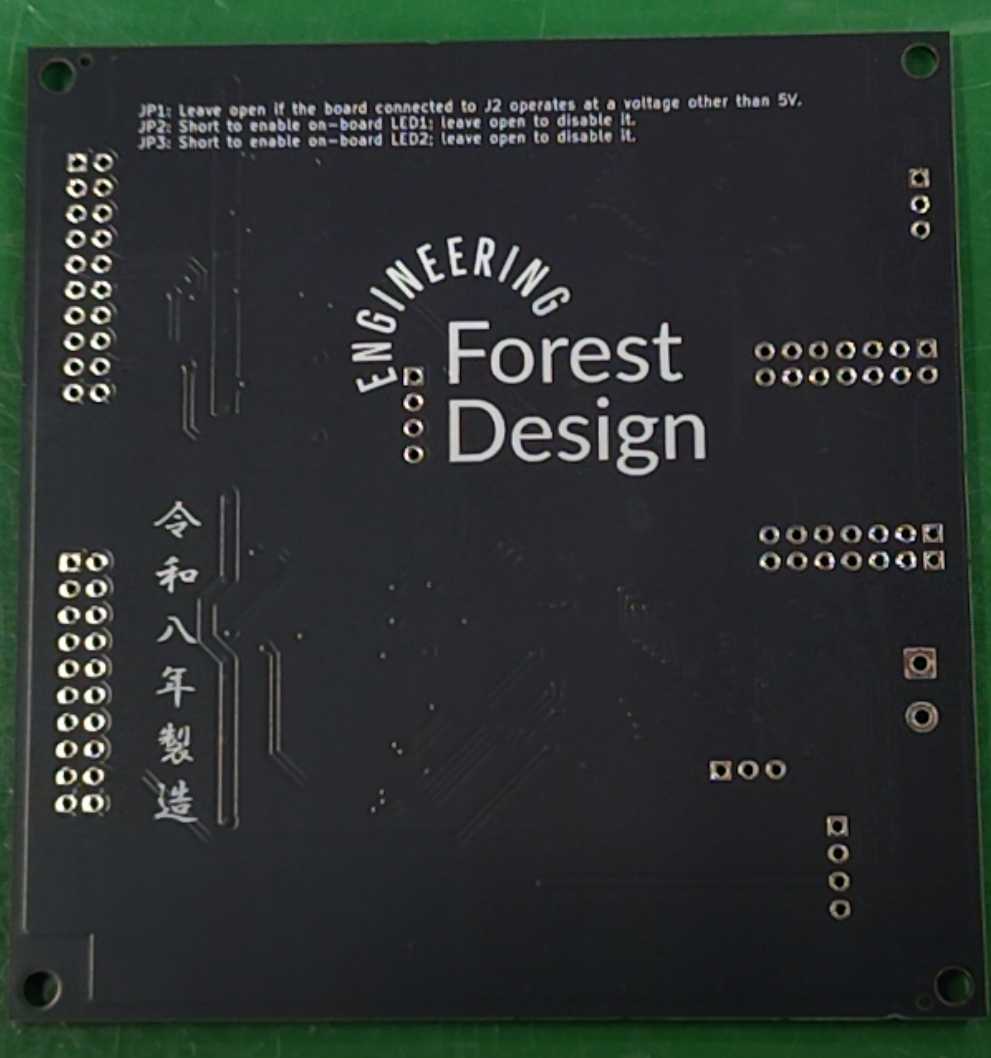 JP1: Leave open if the board connected to J2 operates at a voltage other than 5V.
JP2: Short to enable on-board LED1; leave open to disable it.
JP3: Short to enable on-board LED2; leave open to disable it.
ENGINEERING
Forest
Design
令和八年製造